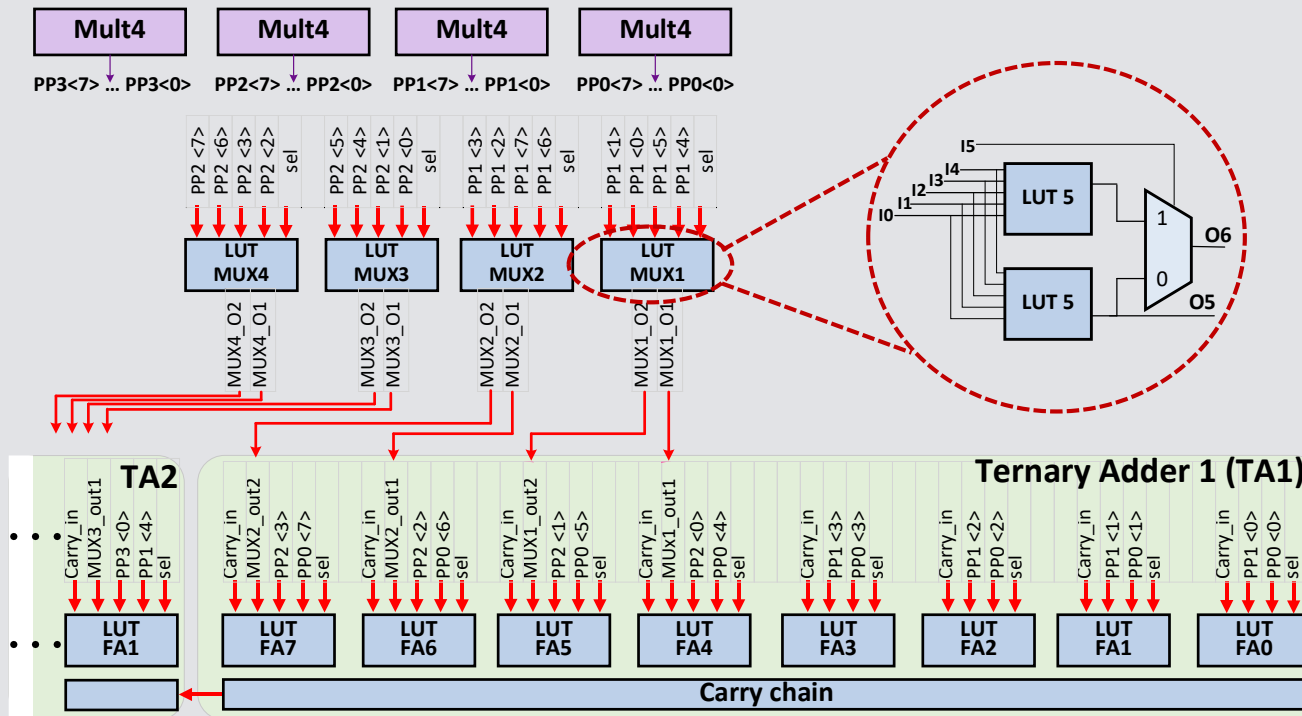 Mult4
Mult4
Mult4
Mult4
PP3<7> ... PP3<0>
PP2<7> ... PP2<0>
PP1<7> ... PP1<0>
PP0<7> ... PP0<0>
PP2 <7>
PP2 <6>
PP2 <3>
PP2 <2>
sel
PP2 <5>
PP2 <4>
PP2 <1>
PP2 <0>
sel
PP1 <3>
PP1 <2>
PP1 <7>
PP1 <6>
sel
PP1 <1>
PP1 <0>
PP1 <5>
PP1 <4>
sel
LUT
MUX4
LUT
MUX3
LUT
MUX2
LUT
MUX1
MUX4_O2
MUX4_O1
MUX3_O2
MUX3_O1
MUX2_O2
MUX2_O1
MUX1_O2
MUX1_O1
I5
I4
I3
I2
I1
I0
LUT 5
LUT 5
1
0
O6
O5
TA2
Ternary Adder 1 (TA1)
Carry_in
MUX3_out1
PP3 <0>
PP1 <4>
sel
Carry_in
MUX2_out2
PP2 <3>
PP0 <7>
sel
Carry_in
MUX2_out1
PP2 <2>
PP0 <6>
sel
Carry_in
MUX1_out2
PP2 <1>
PP0 <5>
sel
Carry_in
MUx1_out1
PP2 <0>
PP0 <4>
sel
Carry_in
PP1 <3>
PP0 <3>
sel
Carry_in
PP1 <2>
PP0 <2>
sel
Carry_in
PP1 <1>
PP0 <1>
sel
Carry_in
PP1 <0>
PP0 <0>
sel
LUT
FA1
LUT
FA7
LUT
FA6
LUT
FA5
LUT
FA4
LUT
FA3
LUT
FA2
LUT
FA1
LUT
FA0
Carry chain